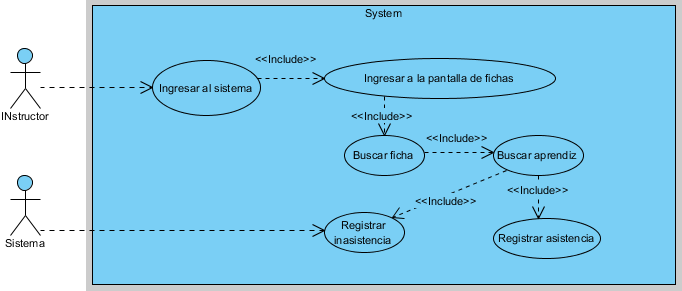 System
<<Include>>
Ingresar al sistema
Ingresar a la pantalla de fichas
INstructor
<<Include>>
<<Include>>
Buscar ficha
Buscar aprendiz
<<Include>>
<<Include>>
Registrar
inasistencia
Registrar asistencia
Sistema